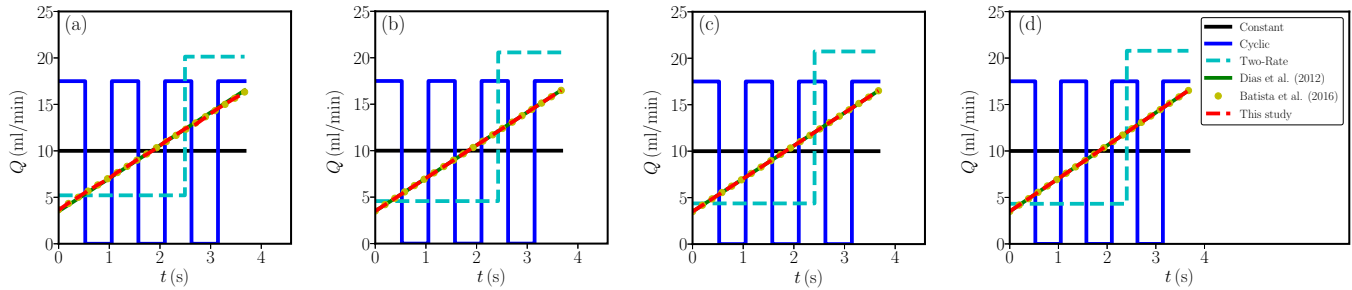 (a)
25
20
15
10
5
0
Q (ml/min)
0 1 2 3 4
t (s)
(b)
25
20
15
10
5
0
Q (ml/min)
0 1 2 3 4
t (s)
(c)
25
20
15
10
5
0
Q (ml/min)
0 1 2 3 4
t (s)
(d)
25
20
15
10
5
0
Q (ml/min)
0 1 2 3 4
t (s)
Constant
Cyclic
Two-Rate
Dias et al. (2012)
Batista et al. (2016)
This study